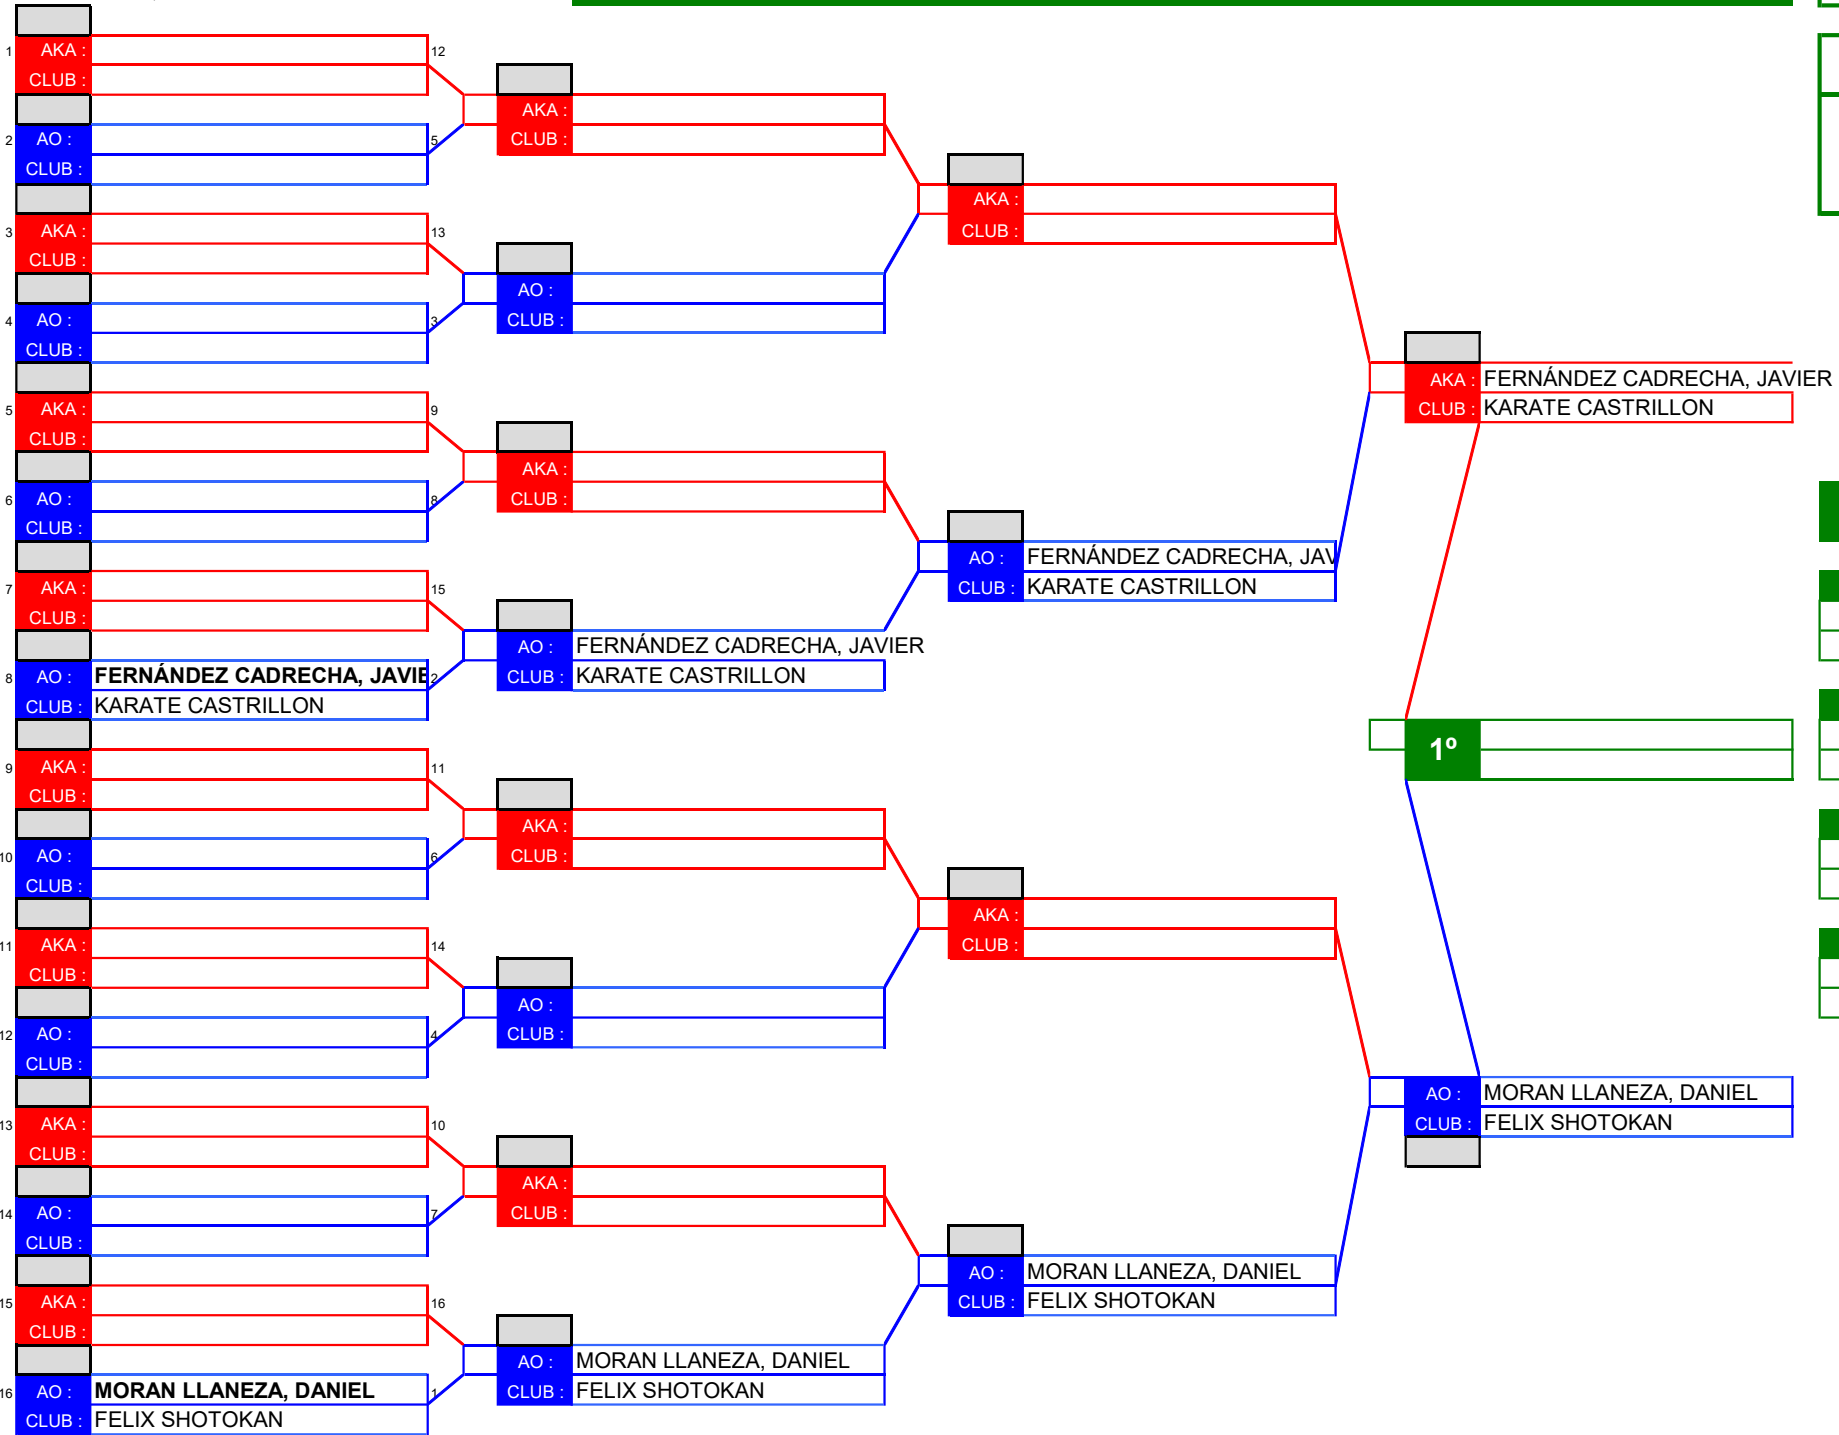 1 AKA : 12
CLUB :
2 AO : 5
CLUB :
3 AKA : 13
CLUB :
4 AO : 3
CLUB :
5 AKA : 9
CLUB :
6 AO : 8
CLUB :
7 AKA : 15
CLUB :
8 AO : FERNÁNDEZ CADRECHA, JAVIE 2
CLUB : KARATE CASTRILLON
9 AKA : 11
CLUB :
10 AO : 6
CLUB :
11 AKA : 14
CLUB :
12 AO : 4
CLUB :
13 AKA : 10
CLUB :
14 AO : 7
CLUB :
15 AKA : 16
CLUB :
16 AO : MORAN LLANEZA, DANIEL 1
CLUB : FELIX SHOTOKAN
AKA :
CLUB :
AO :
CLUB :
AKA :
CLUB :
AO : FERNÁNDEZ CADRECHA, JAVIER
CLUB : KARATE CASTRILLON
AKA :
CLUB :
AO :
CLUB :
AKA :
CLUB :
AO : MORAN LLANEZA, DANIEL
CLUB : FELIX SHOTOKAN
AKA :
CLUB :
AO : FERNÁNDEZ CADRECHA, JAV
CLUB : KARATE CASTRILLON
AKA :
CLUB :
AO : MORAN LLANEZA, DANIEL
CLUB : FELIX SHOTOKAN
AKA : FERNÁNDEZ CADRECHA, JAVIER
CLUB : KARATE CASTRILLON
1º
AO : MORAN LLANEZA, DANIEL
CLUB : FELIX SHOTOKAN